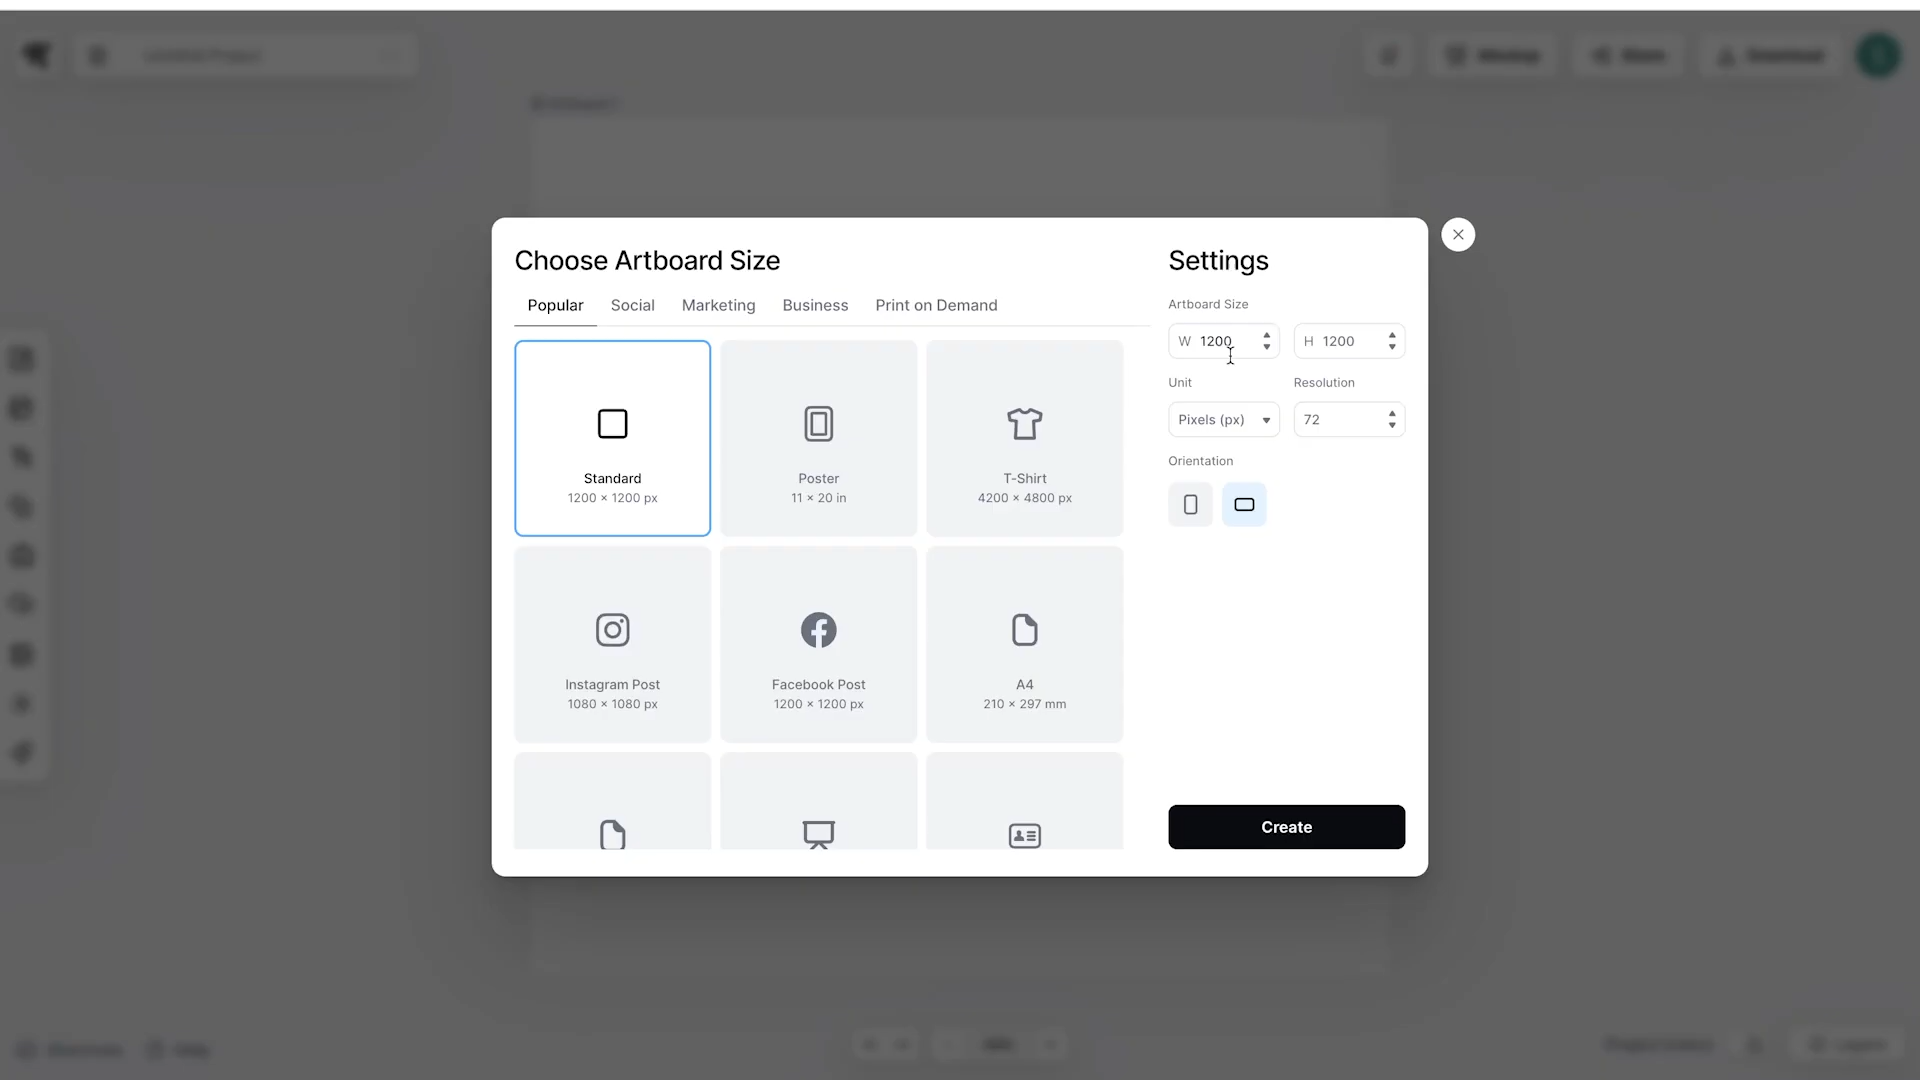 Choose Artboard Size
Popular Social Marketing Business Print on Demand
Standard
1200 × 1200 px
Poster
11 × 20 in
T-Shirt
4200 × 4800 px
Instagram Post
1080 × 1080 px
Facebook Post
1200 × 1200 px
A4
210 × 297 mm
Settings
Artboard Size
W 1200 H 1200
Unit Resolution
Pixels (px) 72
Orientation
Create